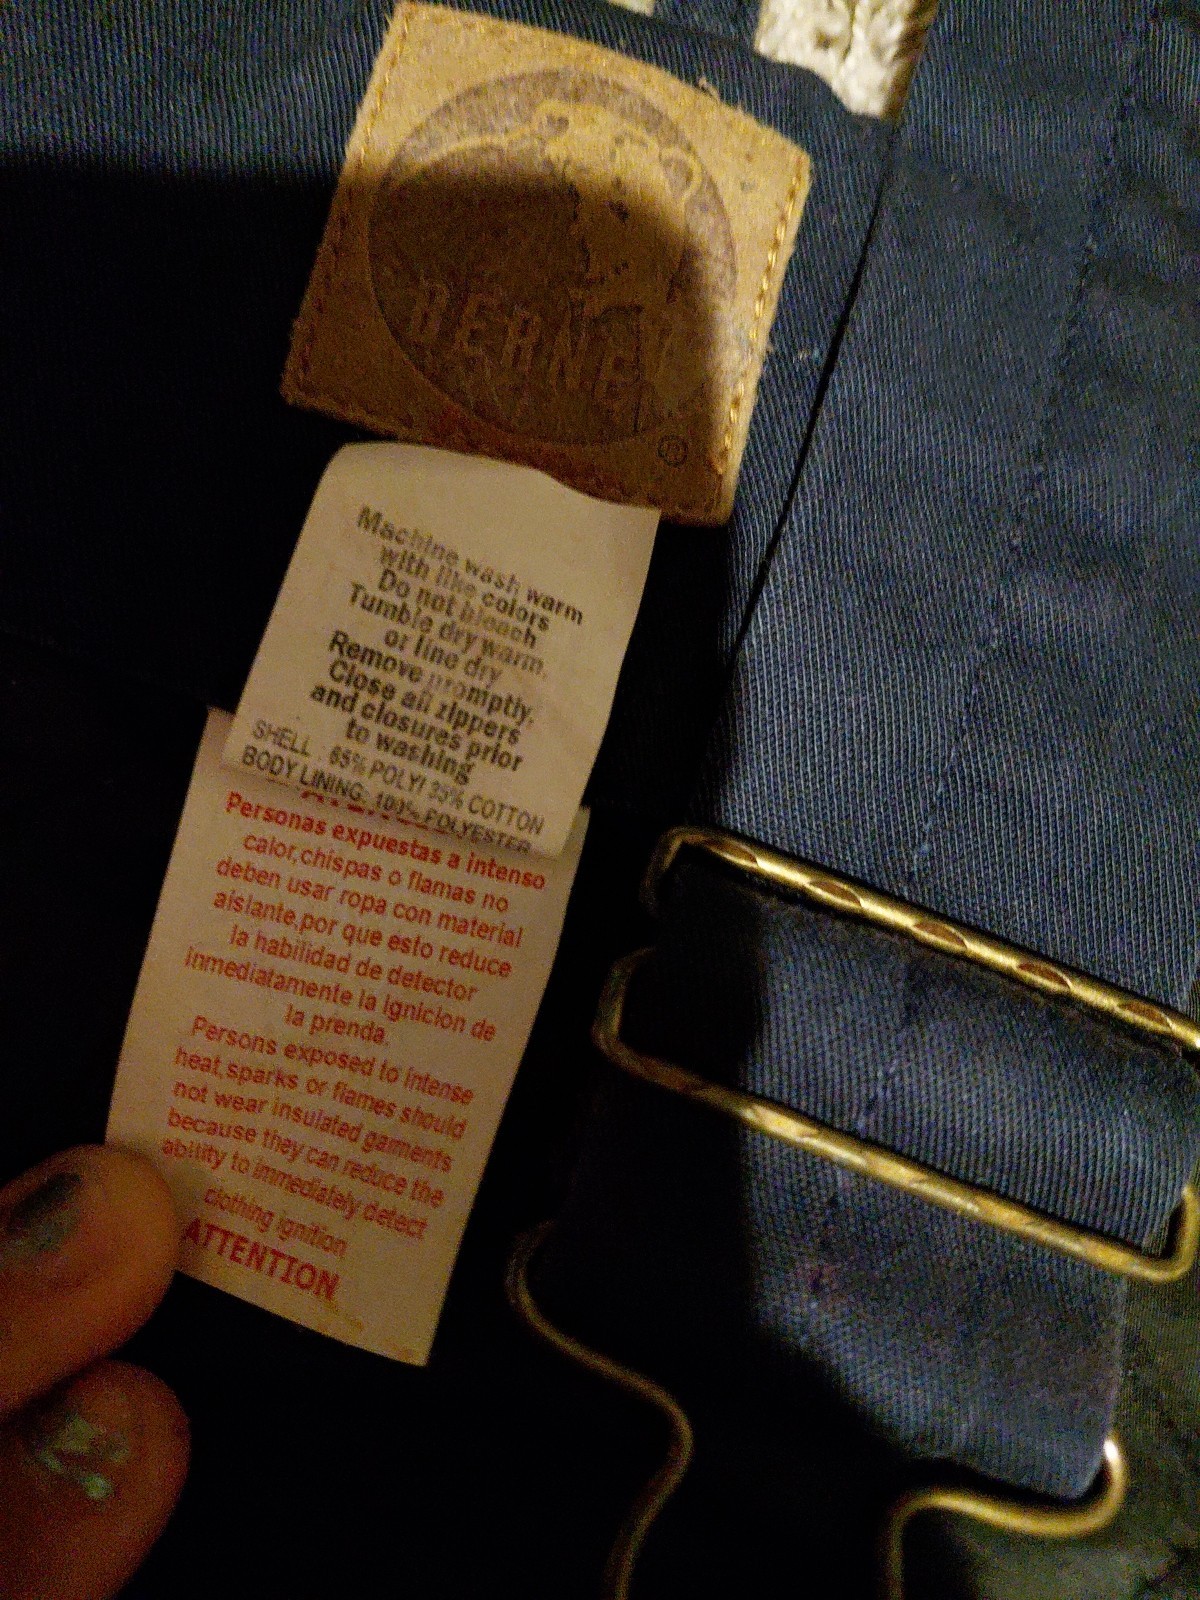 BERNE
®
Machine wash warm
with like colors
Do not bleach
Tumble dry warm,
or line dry
Remove promptly.
Close all zippers
and closures prior
to washing
SHELL : 65% POLY/ 35% COTTON
BODY LINING: 100% POLYESTER
Personas expuestas a intenso
calor,chispas o flamas no
deben usar ropa con material
aislante,por que esto reduce
la habilidad de detector
inmediatamente la ignicion de
la prenda.
Persons exposed to intense
heat,sparks or flames should
not wear insulated garments
because they can reduce the
ability to immediately detect
clothing ignition
ATTENTION